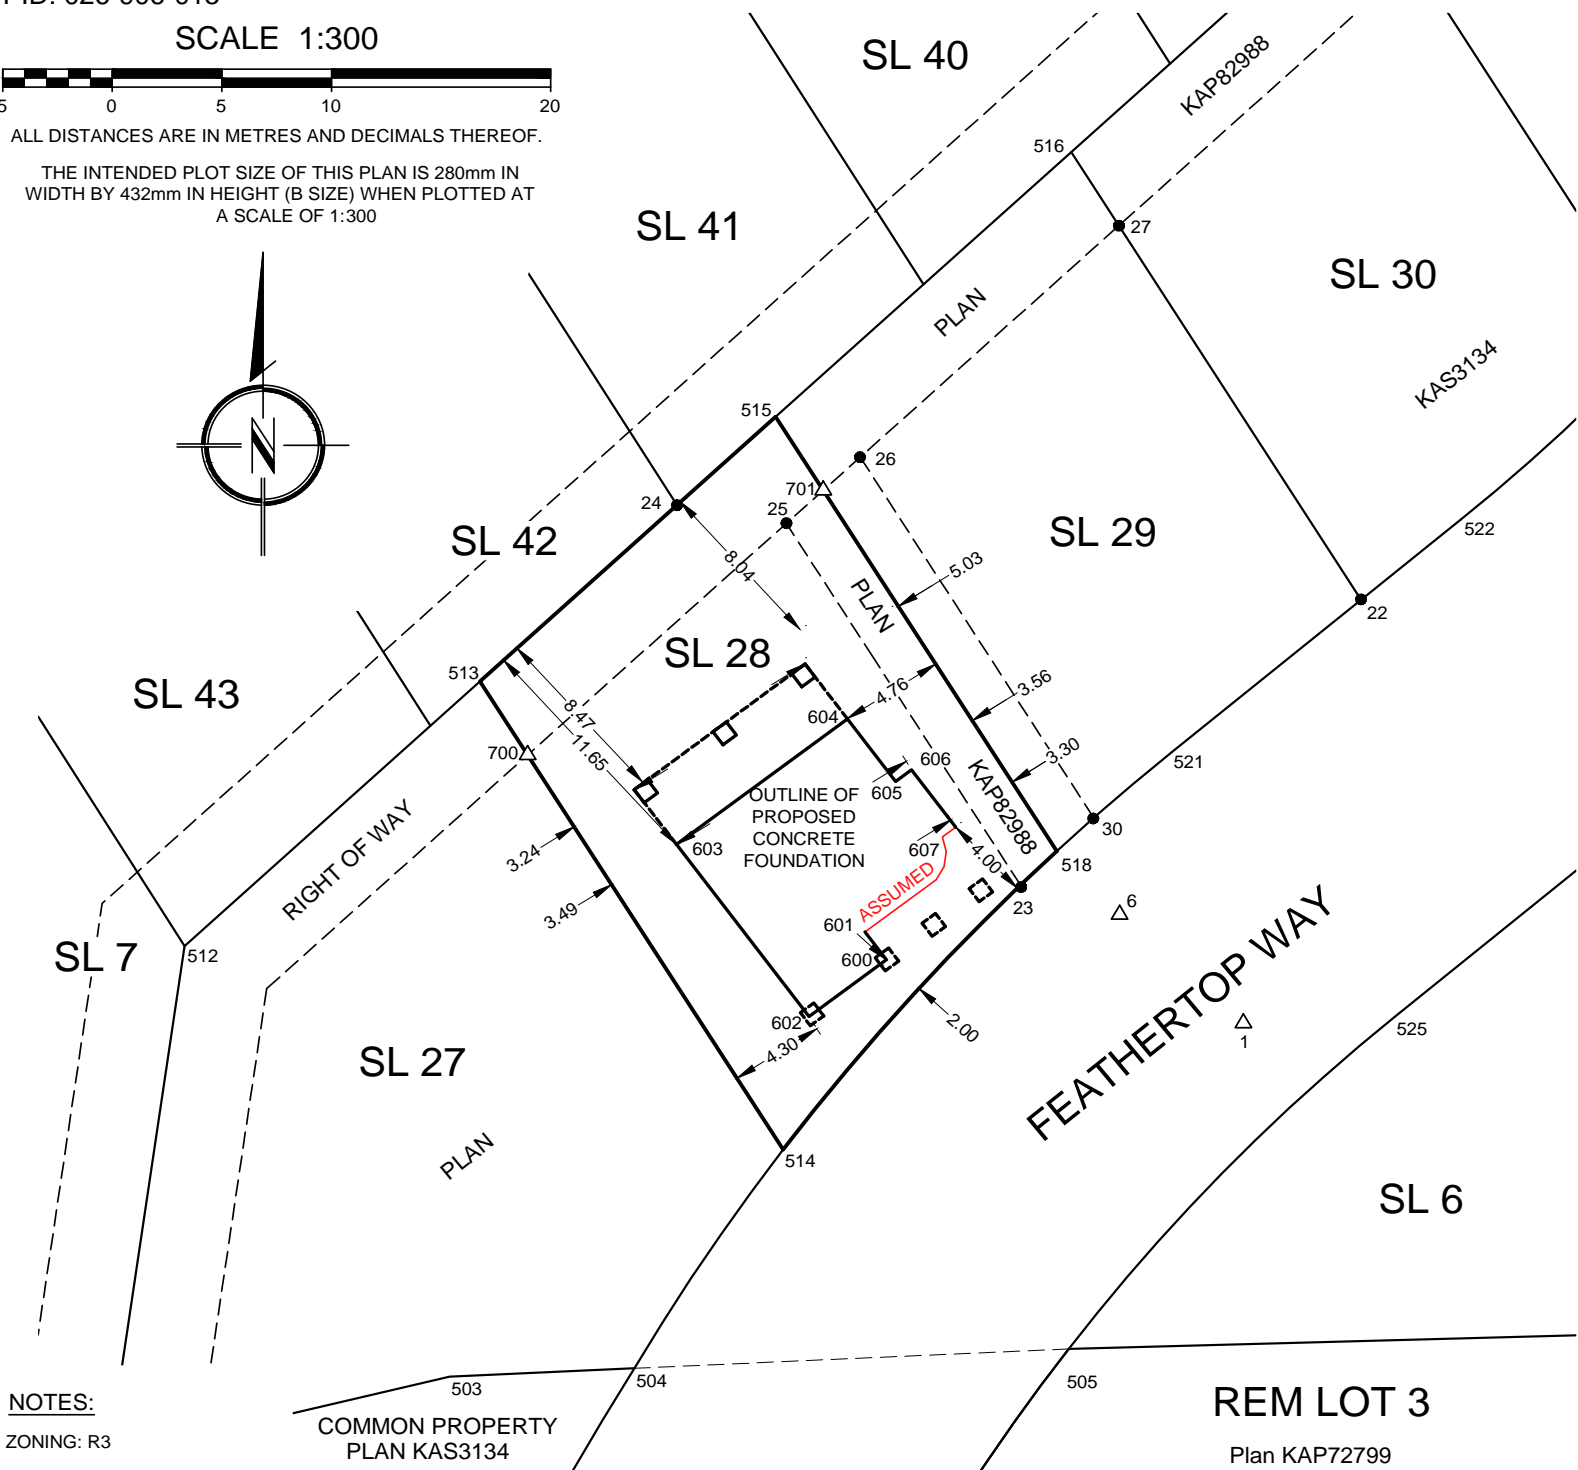 SCALE 1:300
5 0 5 10 20
ALL DISTANCES ARE IN METRES AND DECIMALS THEREOF.
THE INTENDED PLOT SIZE OF THIS PLAN IS 280mm IN
WIDTH BY 432mm IN HEIGHT (B SIZE) WHEN PLOTTED AT
A SCALE OF 1:300
SL 40
KAP82988
516
27
SL 41
SL 30
PLAN
KAS3134
N
515
26
701
25
24
SL 42
SL 29
522
8.04
5.03
PLAN
22
SL 28
513
SL 43
4.76
3.56
604
8.47
11.65
700
3.30
606
521
605
KAP82988
OUTLINE OF
PROPOSED
CONCRETE
FOUNDATION
RIGHT OF WAY
603
607
30
518
3.24
4.00
ASSUMED
3.49
23
6
601
SL 7
512
600
FEATHERTOP WAY
602
2.00
1
525
4.30
SL 27
PLAN
514
SL 6
503
504
505
NOTES:
ZONING: R3
COMMON PROPERTY
PLAN KAS3134
REM LOT 3
Plan KAP72799